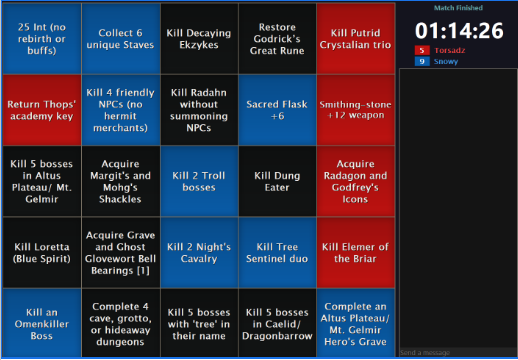 25 Int (no
rebirth or
buffs)
Collect 6
unique Staves
Kill Decaying
Ekzykes
Restore
Godrick's
Great Rune
Kill Putrid
Crystalian trio
Return Thops'
academy key
Kill 4 friendly
NPCs (no
hermit
merchants)
Kill Radahn
without
summoning
NPCs
Sacred Flask
+6
Smithing-stone
+12 weapon
Kill 5 bosses
in Altus
Plateau/ Mt.
Gelmir
Acquire
Margit's and
Mohg's
Shackles
Kill 2 Troll
bosses
Kill Dung
Eater
Acquire
Radagon and
Godfrey's
Icons
Kill Loretta
(Blue Spirit)
Acquire Grave
and Ghost
Glovewort Bell
Bearings [1]
Kill 2 Night's
Cavalry
Kill Tree
Sentinel duo
Kill Elemer of
the Briar
Kill an
Omenkiller
Boss
Complete 4
cave, grotto,
or hideaway
dungeons
Kill 5 bosses
with 'tree' in
their name
Kill 5 bosses
in Caelid/
Dragonbarrow
Complete an
Altus Plateau/
Mt. Gelmir
Hero's Grave
Match Finished
01:14:26
5 Torsadz
9 Snowy
Send a message